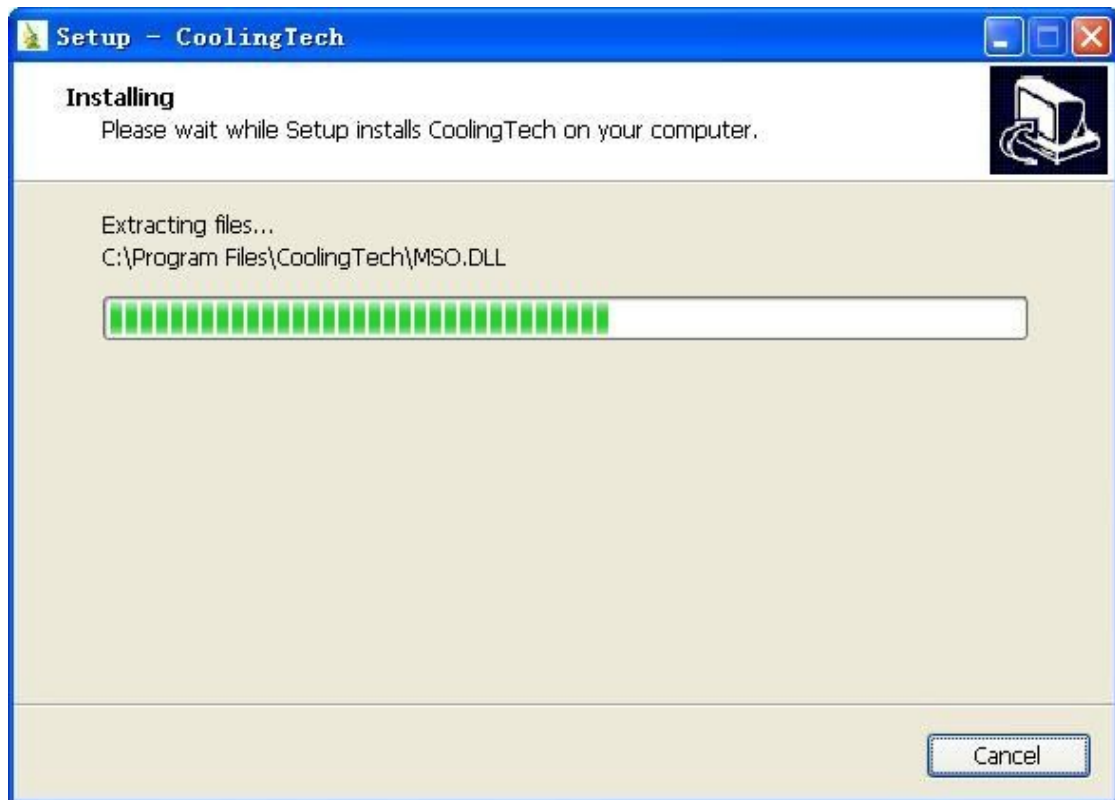 Setup - CoolingTech
Installing
Please wait while Setup installs CoolingTech on your computer.
Extracting files...
C:\Program Files\CoolingTech\MSO.DLL
Cancel